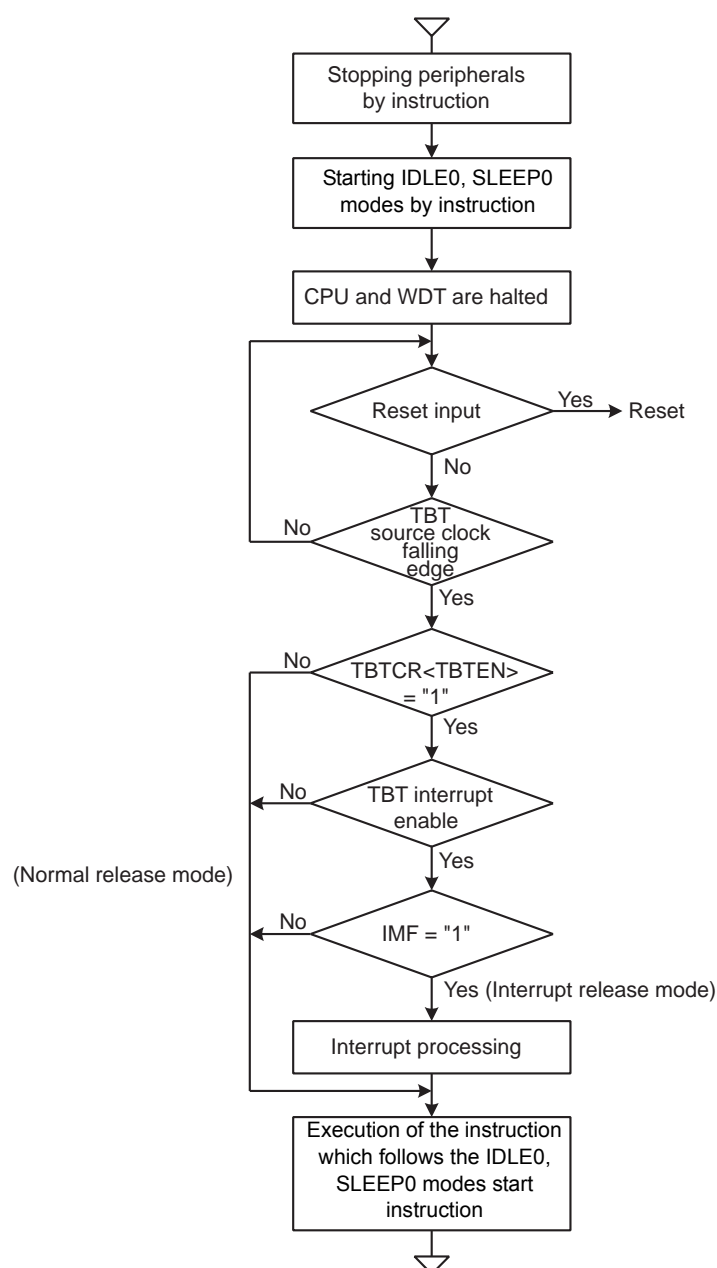 Stopping peripherals
by instruction
Starting IDLE0, SLEEP0
modes by instruction
CPU and WDT are halted
Reset input
Yes
Reset
No
No
TBT
source clock
falling
edge
Yes
No
TBTCR<TBTEN>
= "1"
Yes
No
TBT interrupt
enable
Yes
(Normal release mode)
No
IMF = "1"
Yes (Interrupt release mode)
Interrupt processing
Execution of the instruction
which follows the IDLE0,
SLEEP0 modes start
instruction